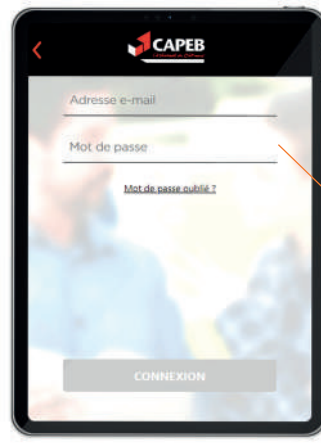 CAPEB
Adresse e-mail
Mot de passe
Mot de passe oublié ?
CONNEXION